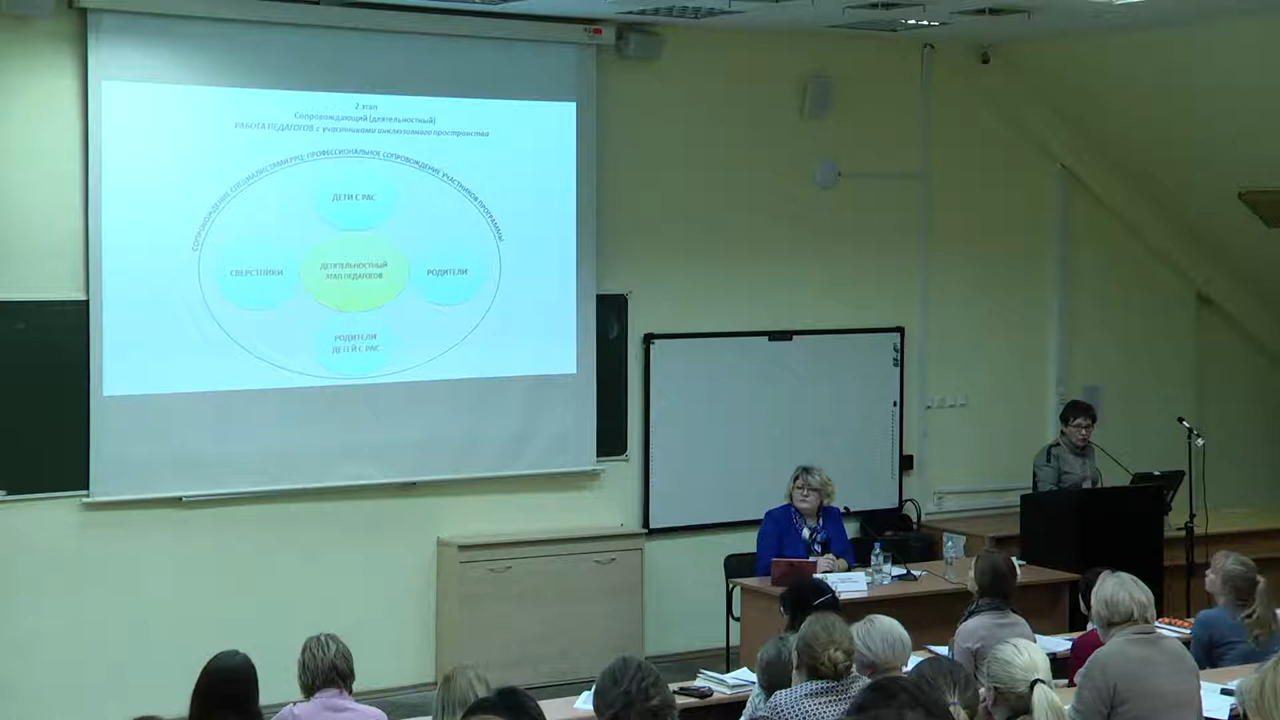 2 этап
Сопровождающий (деятельностный)
РАБОТА ПЕДАГОГОВ с участниками инклюзивного пространства
СОПРОВОЖДЕНИЕ СПЕЦИАЛИСТАМИ РРЦ: ПРОФЕССИОНАЛЬНОЕ СОПРОВОЖДЕНИЕ УЧАСТНИКОВ ПРОГРАММЫ
ДЕТИ С РАС
СВЕРСТНИКИ
ДЕЯТЕЛЬНОСТНЫЙ
ЭТАП ПЕДАГОГОВ
РОДИТЕЛИ
РОДИТЕЛИ
ДЕТЕЙ С РАС